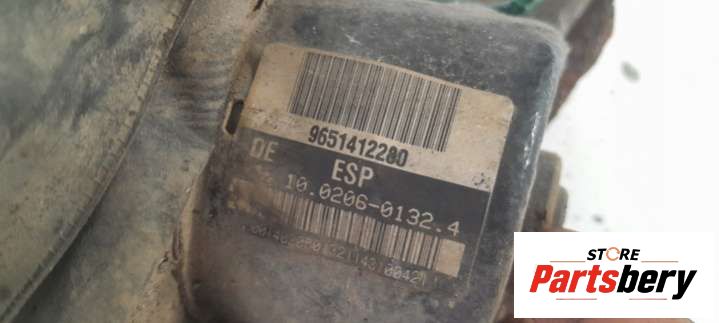 9651412280
DE
ESP
10.0206-0132.4
STORE
Partsbery